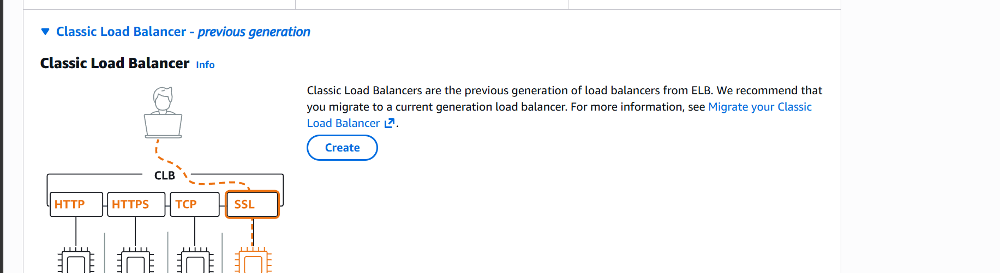 Classic Load Balancer - previous generation
Classic Load Balancer Info
Classic Load Balancers are the previous generation of load balancers from ELB. We recommend that
you migrate to a current generation load balancer. For more information, see Migrate your Classic
Load Balancer .
Create
CLB
HTTP HTTPS TCP SSL